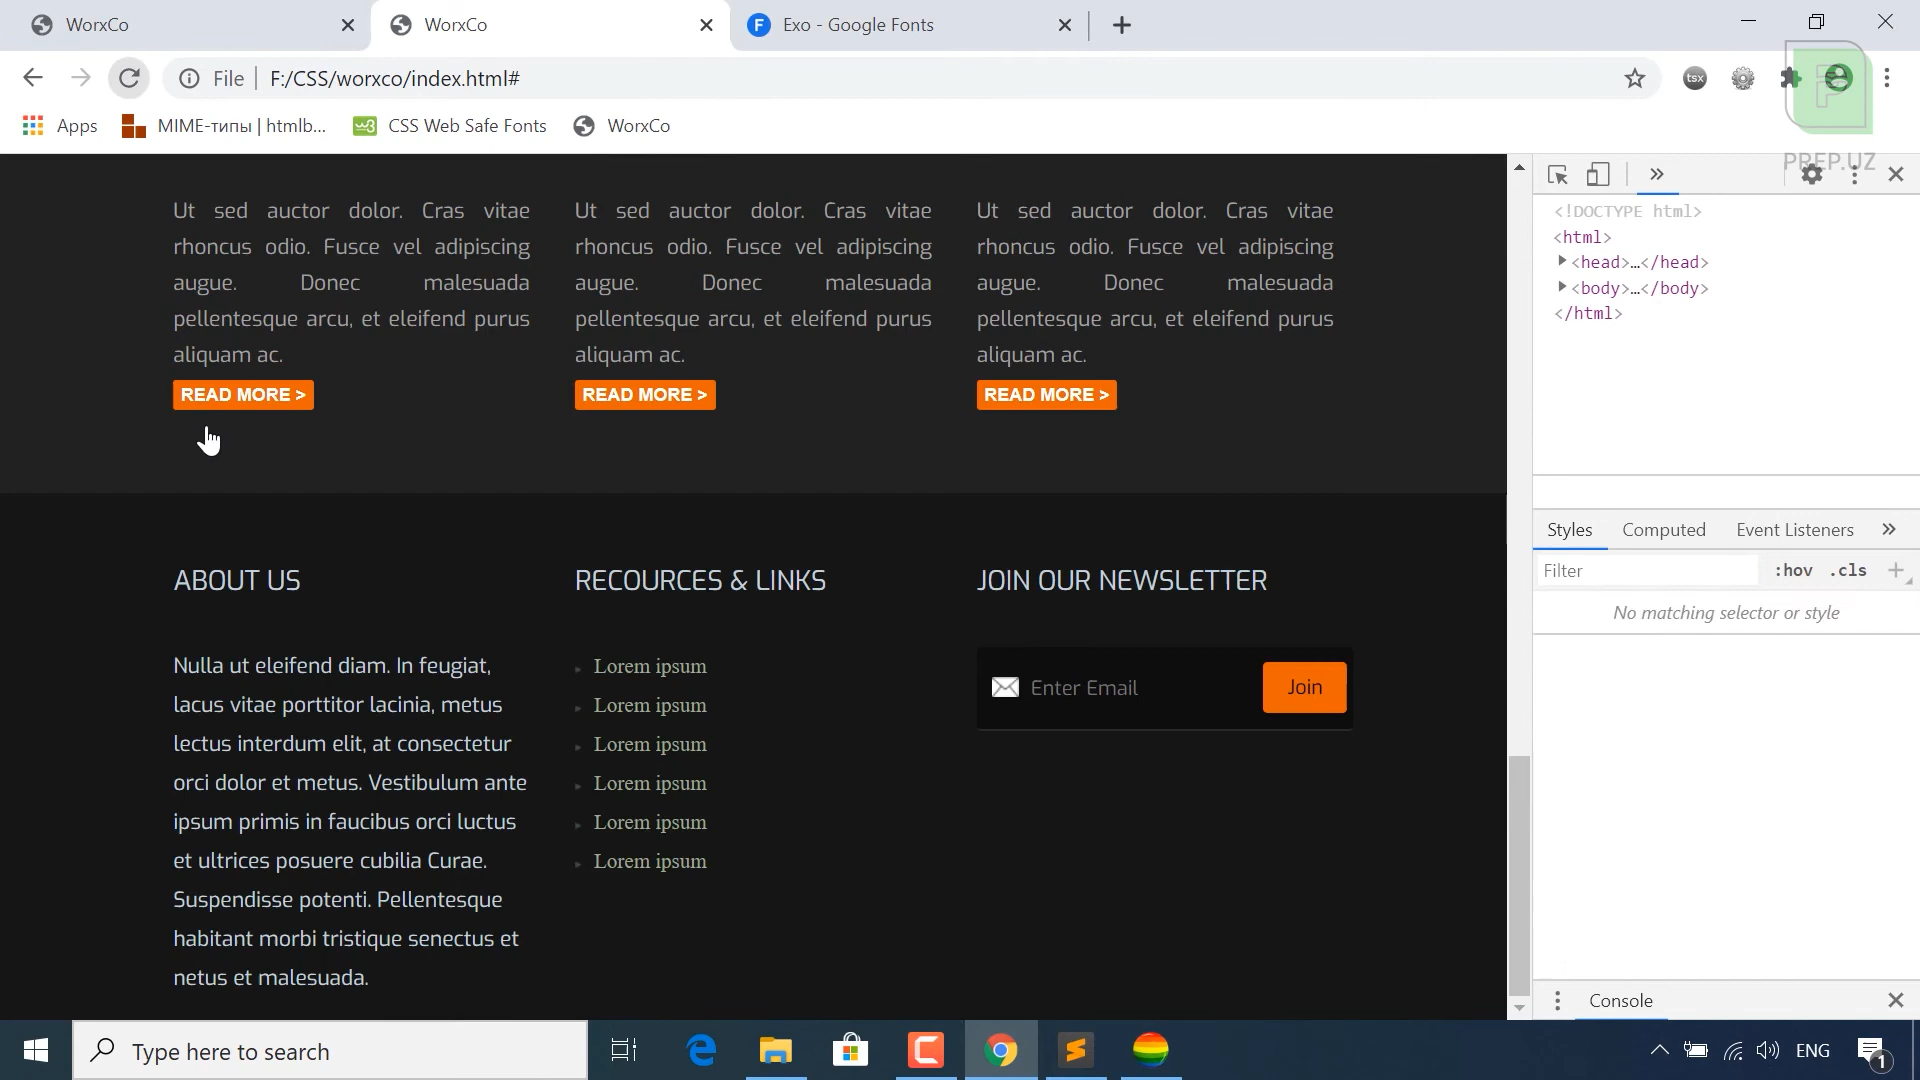 WorxCo
WorxCo
Exo - Google Fonts
File
F:/CSS/worxco/index.html#
tsx
Apps
MIME-типы | htmlb...
CSS Web Safe Fonts
WorxCo
PREP.UZ
Ut sed auctor dolor. Cras vitae
rhoncus odio. Fusce vel adipiscing
augue. Donec malesuada
pellentesque arcu, et eleifend purus
aliquam ac.
READ MORE >
Ut sed auctor dolor. Cras vitae
rhoncus odio. Fusce vel adipiscing
augue. Donec malesuada
pellentesque arcu, et eleifend purus
aliquam ac.
READ MORE >
Ut sed auctor dolor. Cras vitae
rhoncus odio. Fusce vel adipiscing
augue. Donec malesuada
pellentesque arcu, et eleifend purus
aliquam ac.
READ MORE >
ABOUT US
Nulla ut eleifend diam. In feugiat,
lacus vitae porttitor lacinia, metus
lectus interdum elit, at consectetur
orci dolor et metus. Vestibulum ante
ipsum primis in faucibus orci luctus
et ultrices posuere cubilia Curae.
Suspendisse potenti. Pellentesque
habitant morbi tristique senectus et
netus et malesuada.
RECOURCES & LINKS
Lorem ipsum
Lorem ipsum
Lorem ipsum
Lorem ipsum
Lorem ipsum
Lorem ipsum
JOIN OUR NEWSLETTER
Enter Email
Join
<!DOCTYPE html>
<html>
<head>…</head>
<body>…</body>
</html>
Styles
Computed
Event Listeners
Filter
:hov
.cls
No matching selector or style
Console
Type here to search
ENG
1